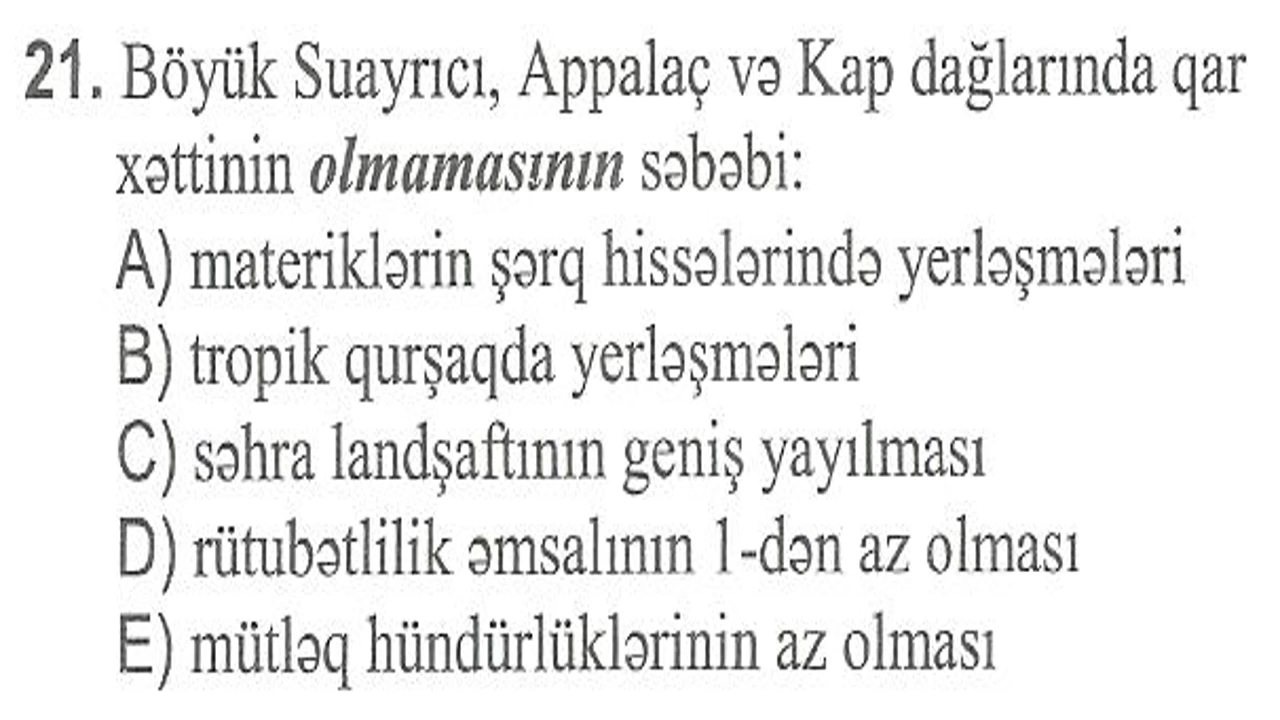 21. Böyük Suayrıcı, Appalaç və Kap dağlarında qar
xəttinin olmamasının səbəbi:
A) materiklərin şərq hissələrində yerləşmələri
B) tropik qurşaqda yerləşmələri
C) səhra landşaftının geniş yayılması
D) rütubətlilik əmsalının 1-dən az olması
E) mütləq hündürlüklərinin az olması